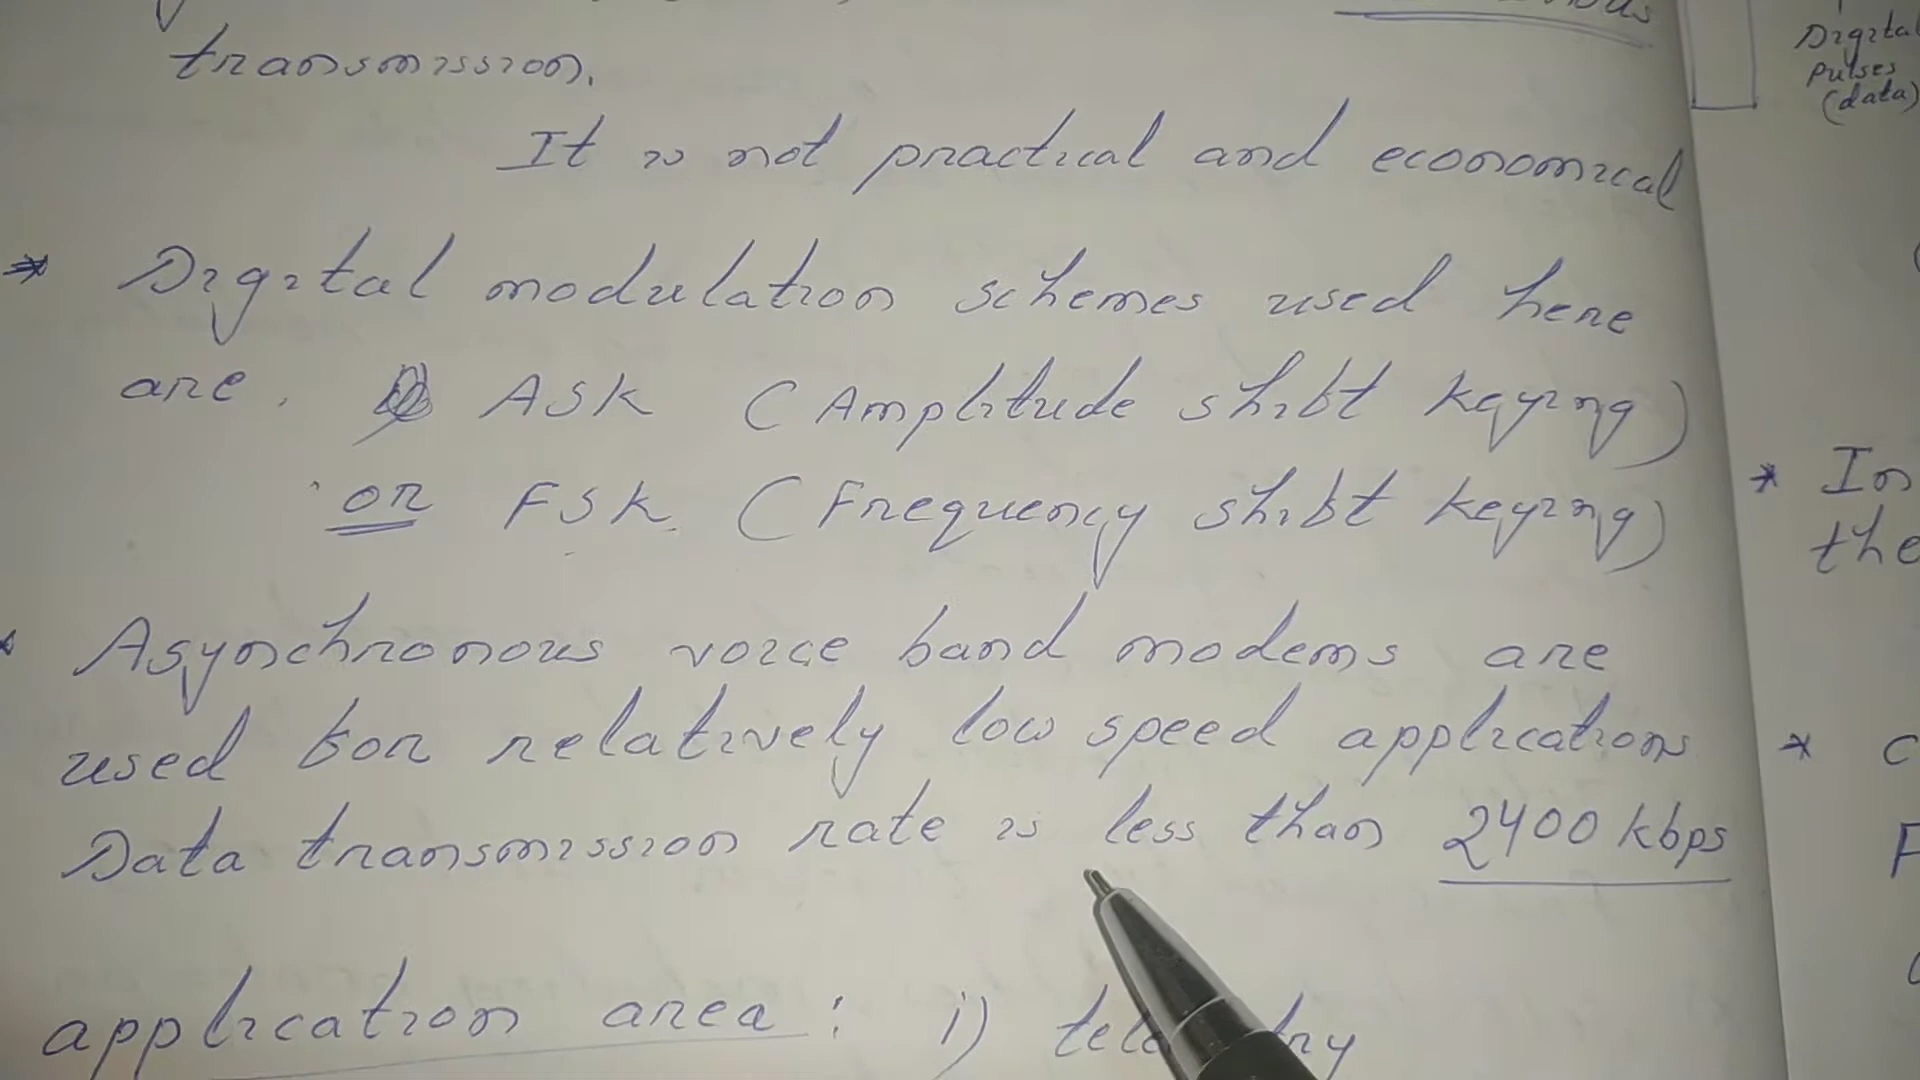 transmission.
It is not practical and economical
⇒ Digital modulation schemes used here
are. ASK (Amplitude shift keying)
or FSK. (Frequency shift keying)
* Asynchronous voice band modems are
used for relatively low speed applications
Data transmission rate is less than 2400 kbps
application area : i)
Digital
pulses
(data)
* In
the
* C
F